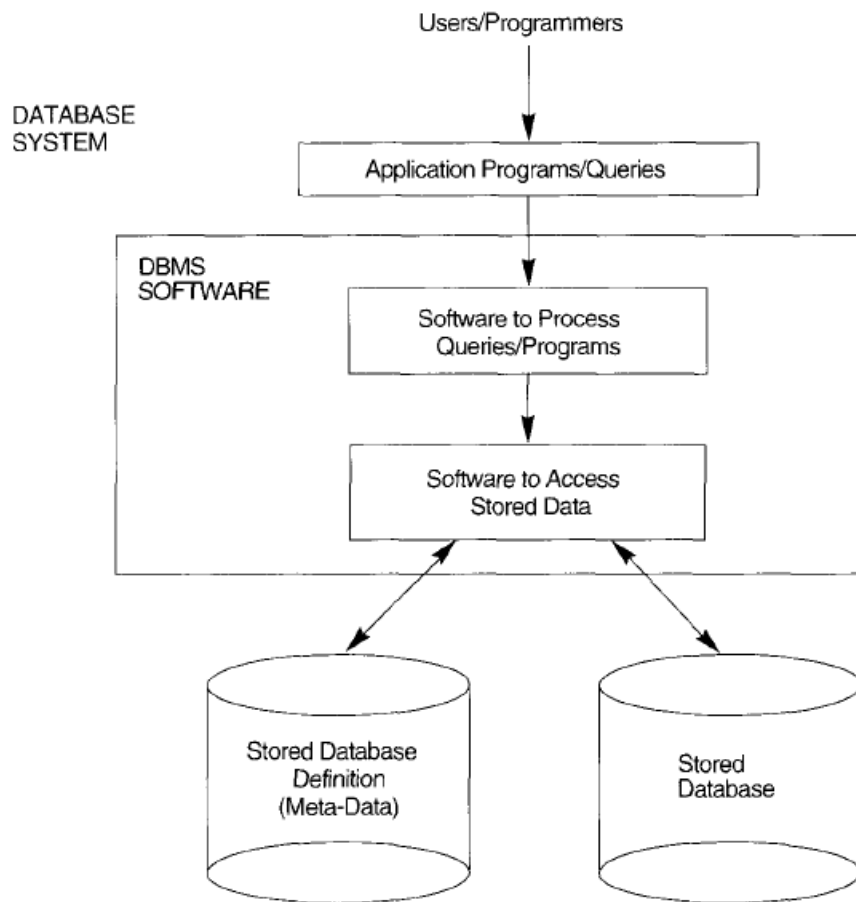 Users/Programmers
DATABASE
SYSTEM
Application Programs/Queries
DBMS
SOFTWARE
Software to Process
Queries/Programs
Software to Access
Stored Data
Stored Database
Definition
(Meta-Data)
Stored
Database